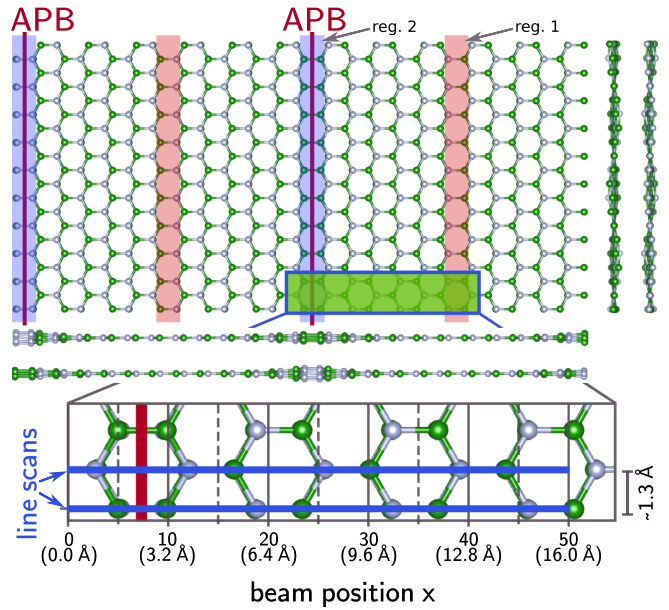 APB
APB
reg. 2
reg. 1
line scans
~1.3 Å
0 10 20 30 40 50
(0.0 Å) (3.2 Å) (6.4 Å) (9.6 Å) (12.8 Å) (16.0 Å)
beam position x